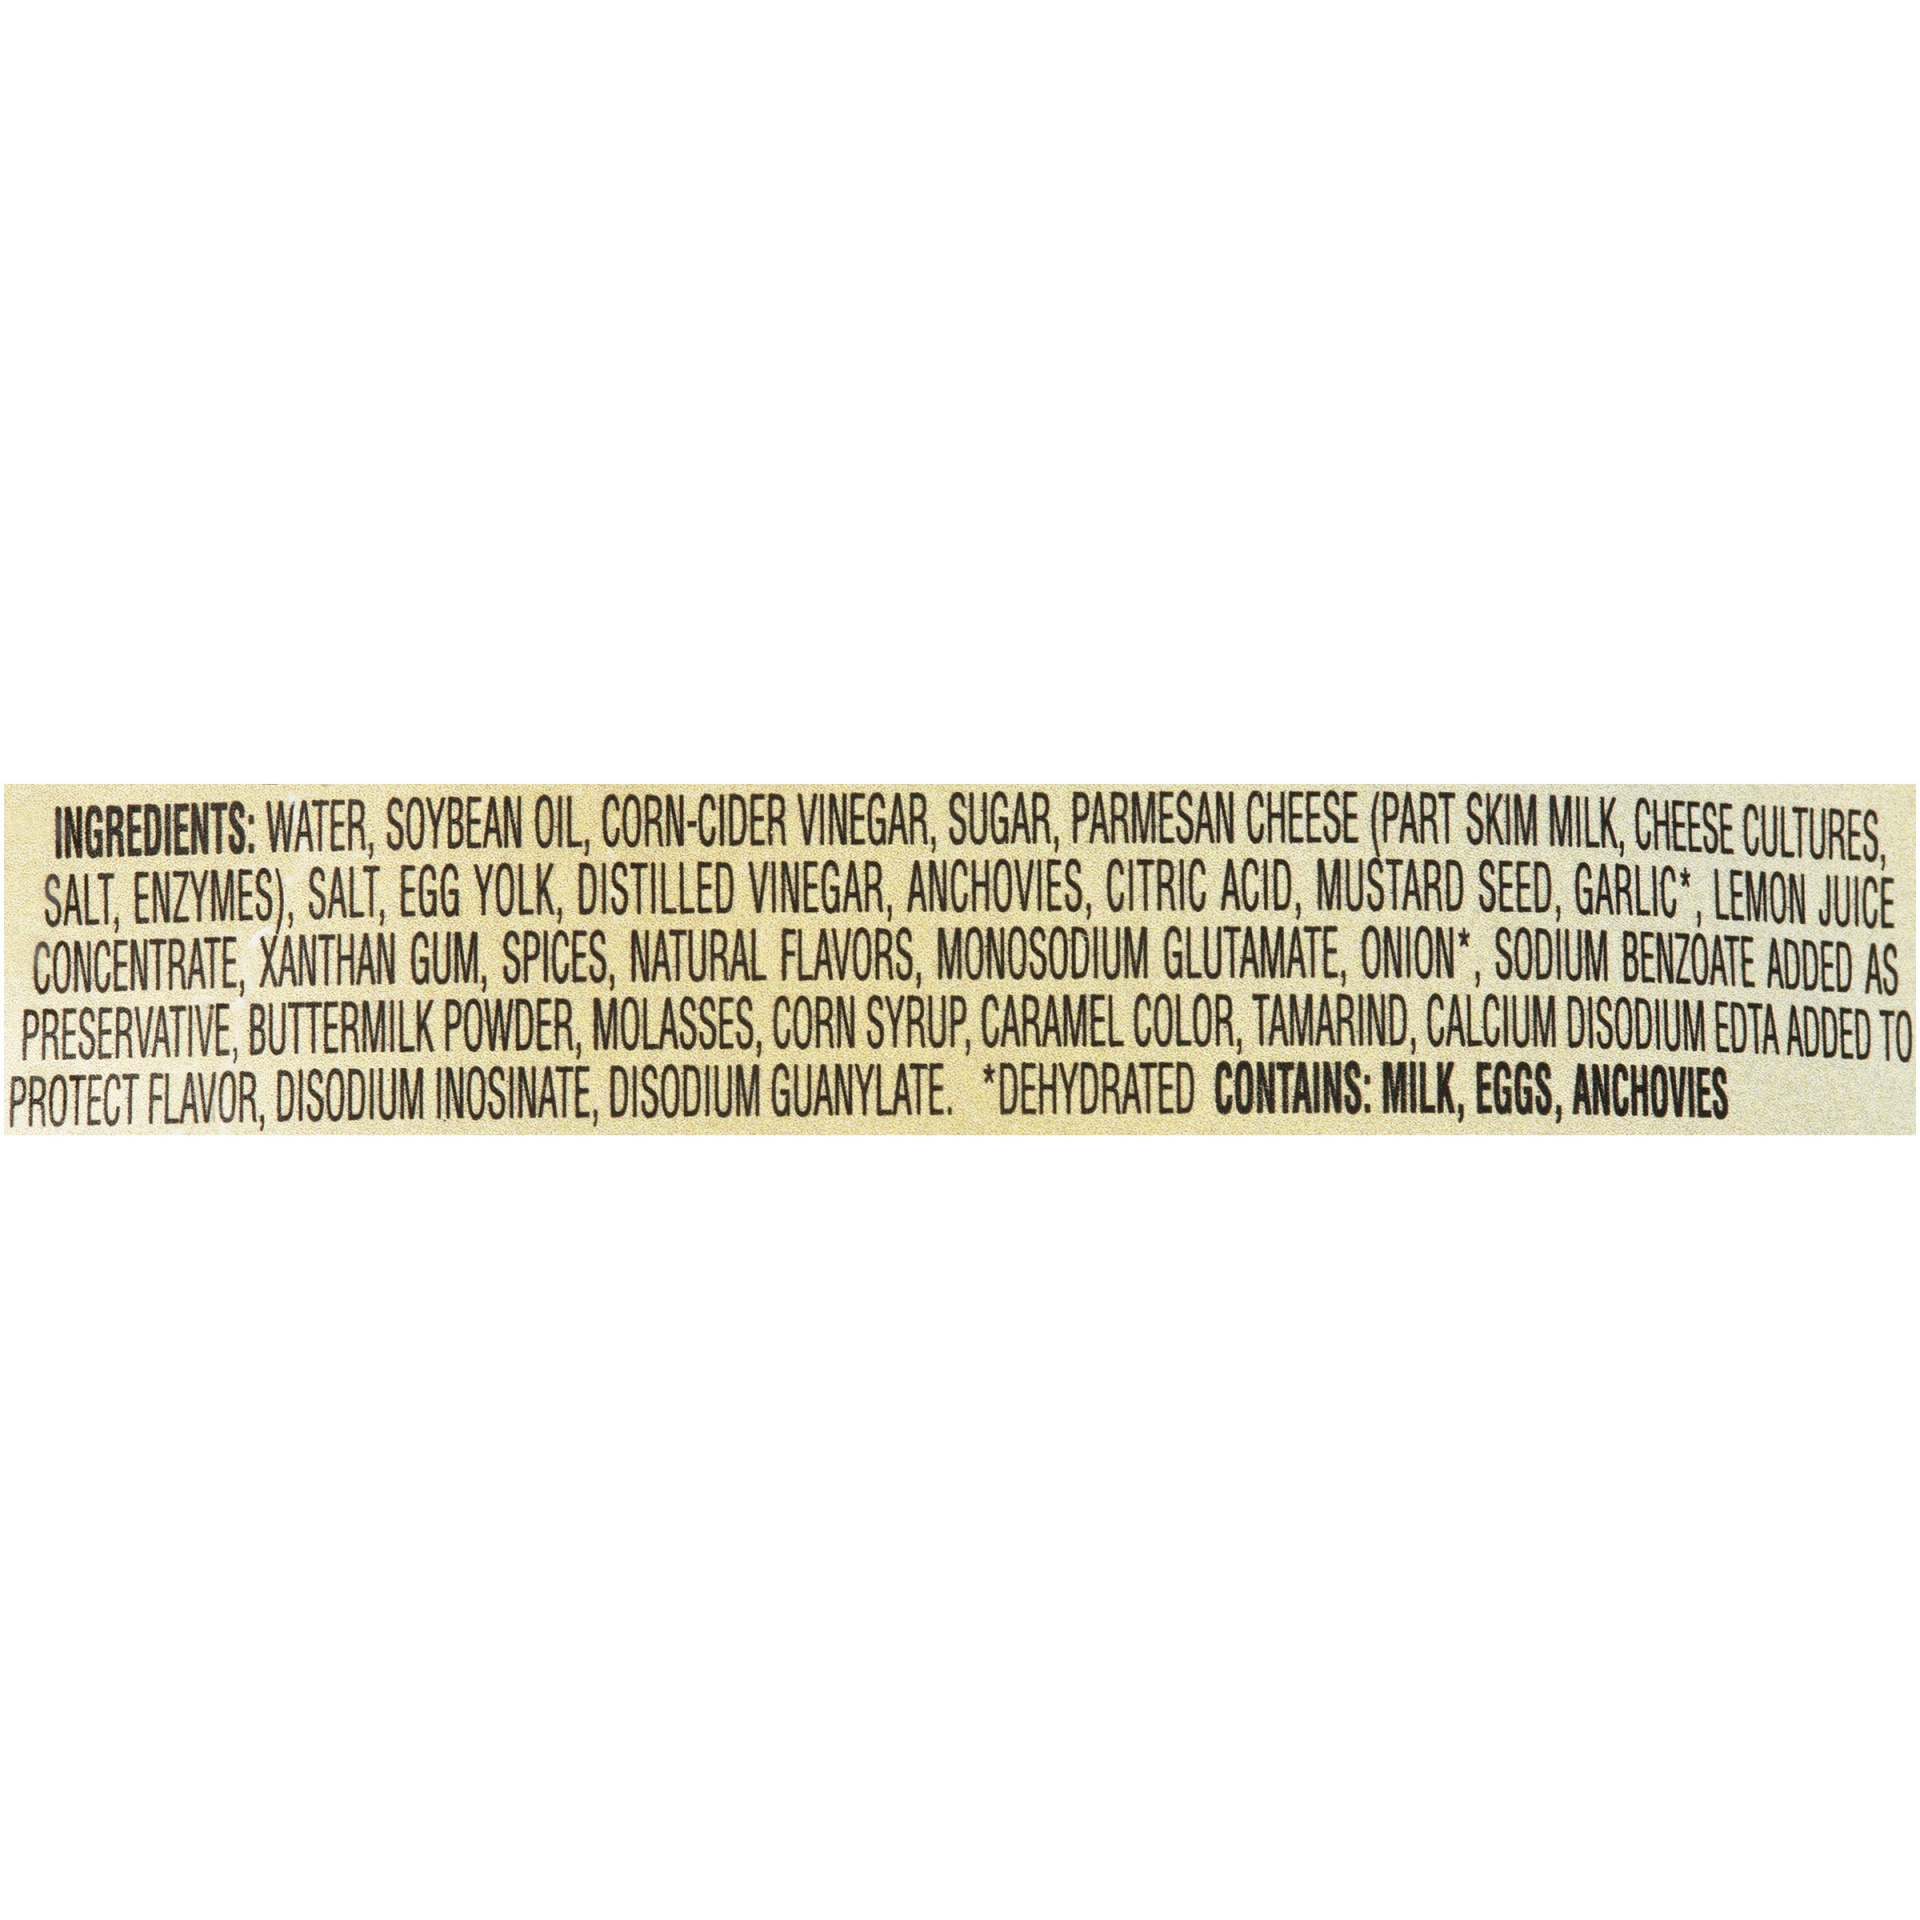 INGREDIENTS: WATER, SOYBEAN OIL, CORN-CIDER VINEGAR, SUGAR, PARMESAN CHEESE (PART SKIM MILK, CHEESE CULTURES,
SALT, ENZYMES), SALT, EGG YOLK, DISTILLED VINEGAR, ANCHOVIES, CITRIC ACID, MUSTARD SEED, GARLIC*, LEMON JUICE
CONCENTRATE, XANTHAN GUM, SPICES, NATURAL FLAVORS, MONOSODIUM GLUTAMATE, ONION*, SODIUM BENZOATE ADDED AS
PRESERVATIVE, BUTTERMILK POWDER, MOLASSES, CORN SYRUP, CARAMEL COLOR, TAMARIND, CALCIUM DISODIUM EDTA ADDED TO
PROTECT FLAVOR, DISODIUM INOSINATE, DISODIUM GUANYLATE. *DEHYDRATED CONTAINS: MILK, EGGS, ANCHOVIES